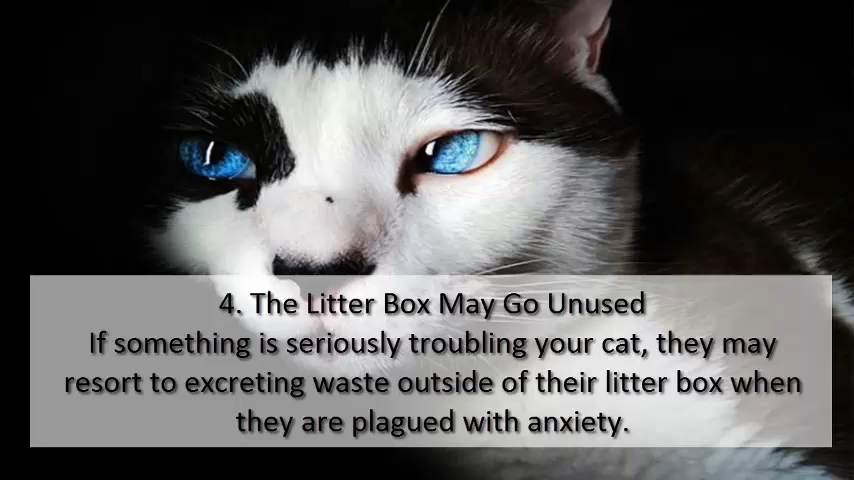 4. The Litter Box May Go Unused
If something is seriously troubling your cat, they may
resort to excreting waste outside of their litter box when
they are plagued with anxiety.